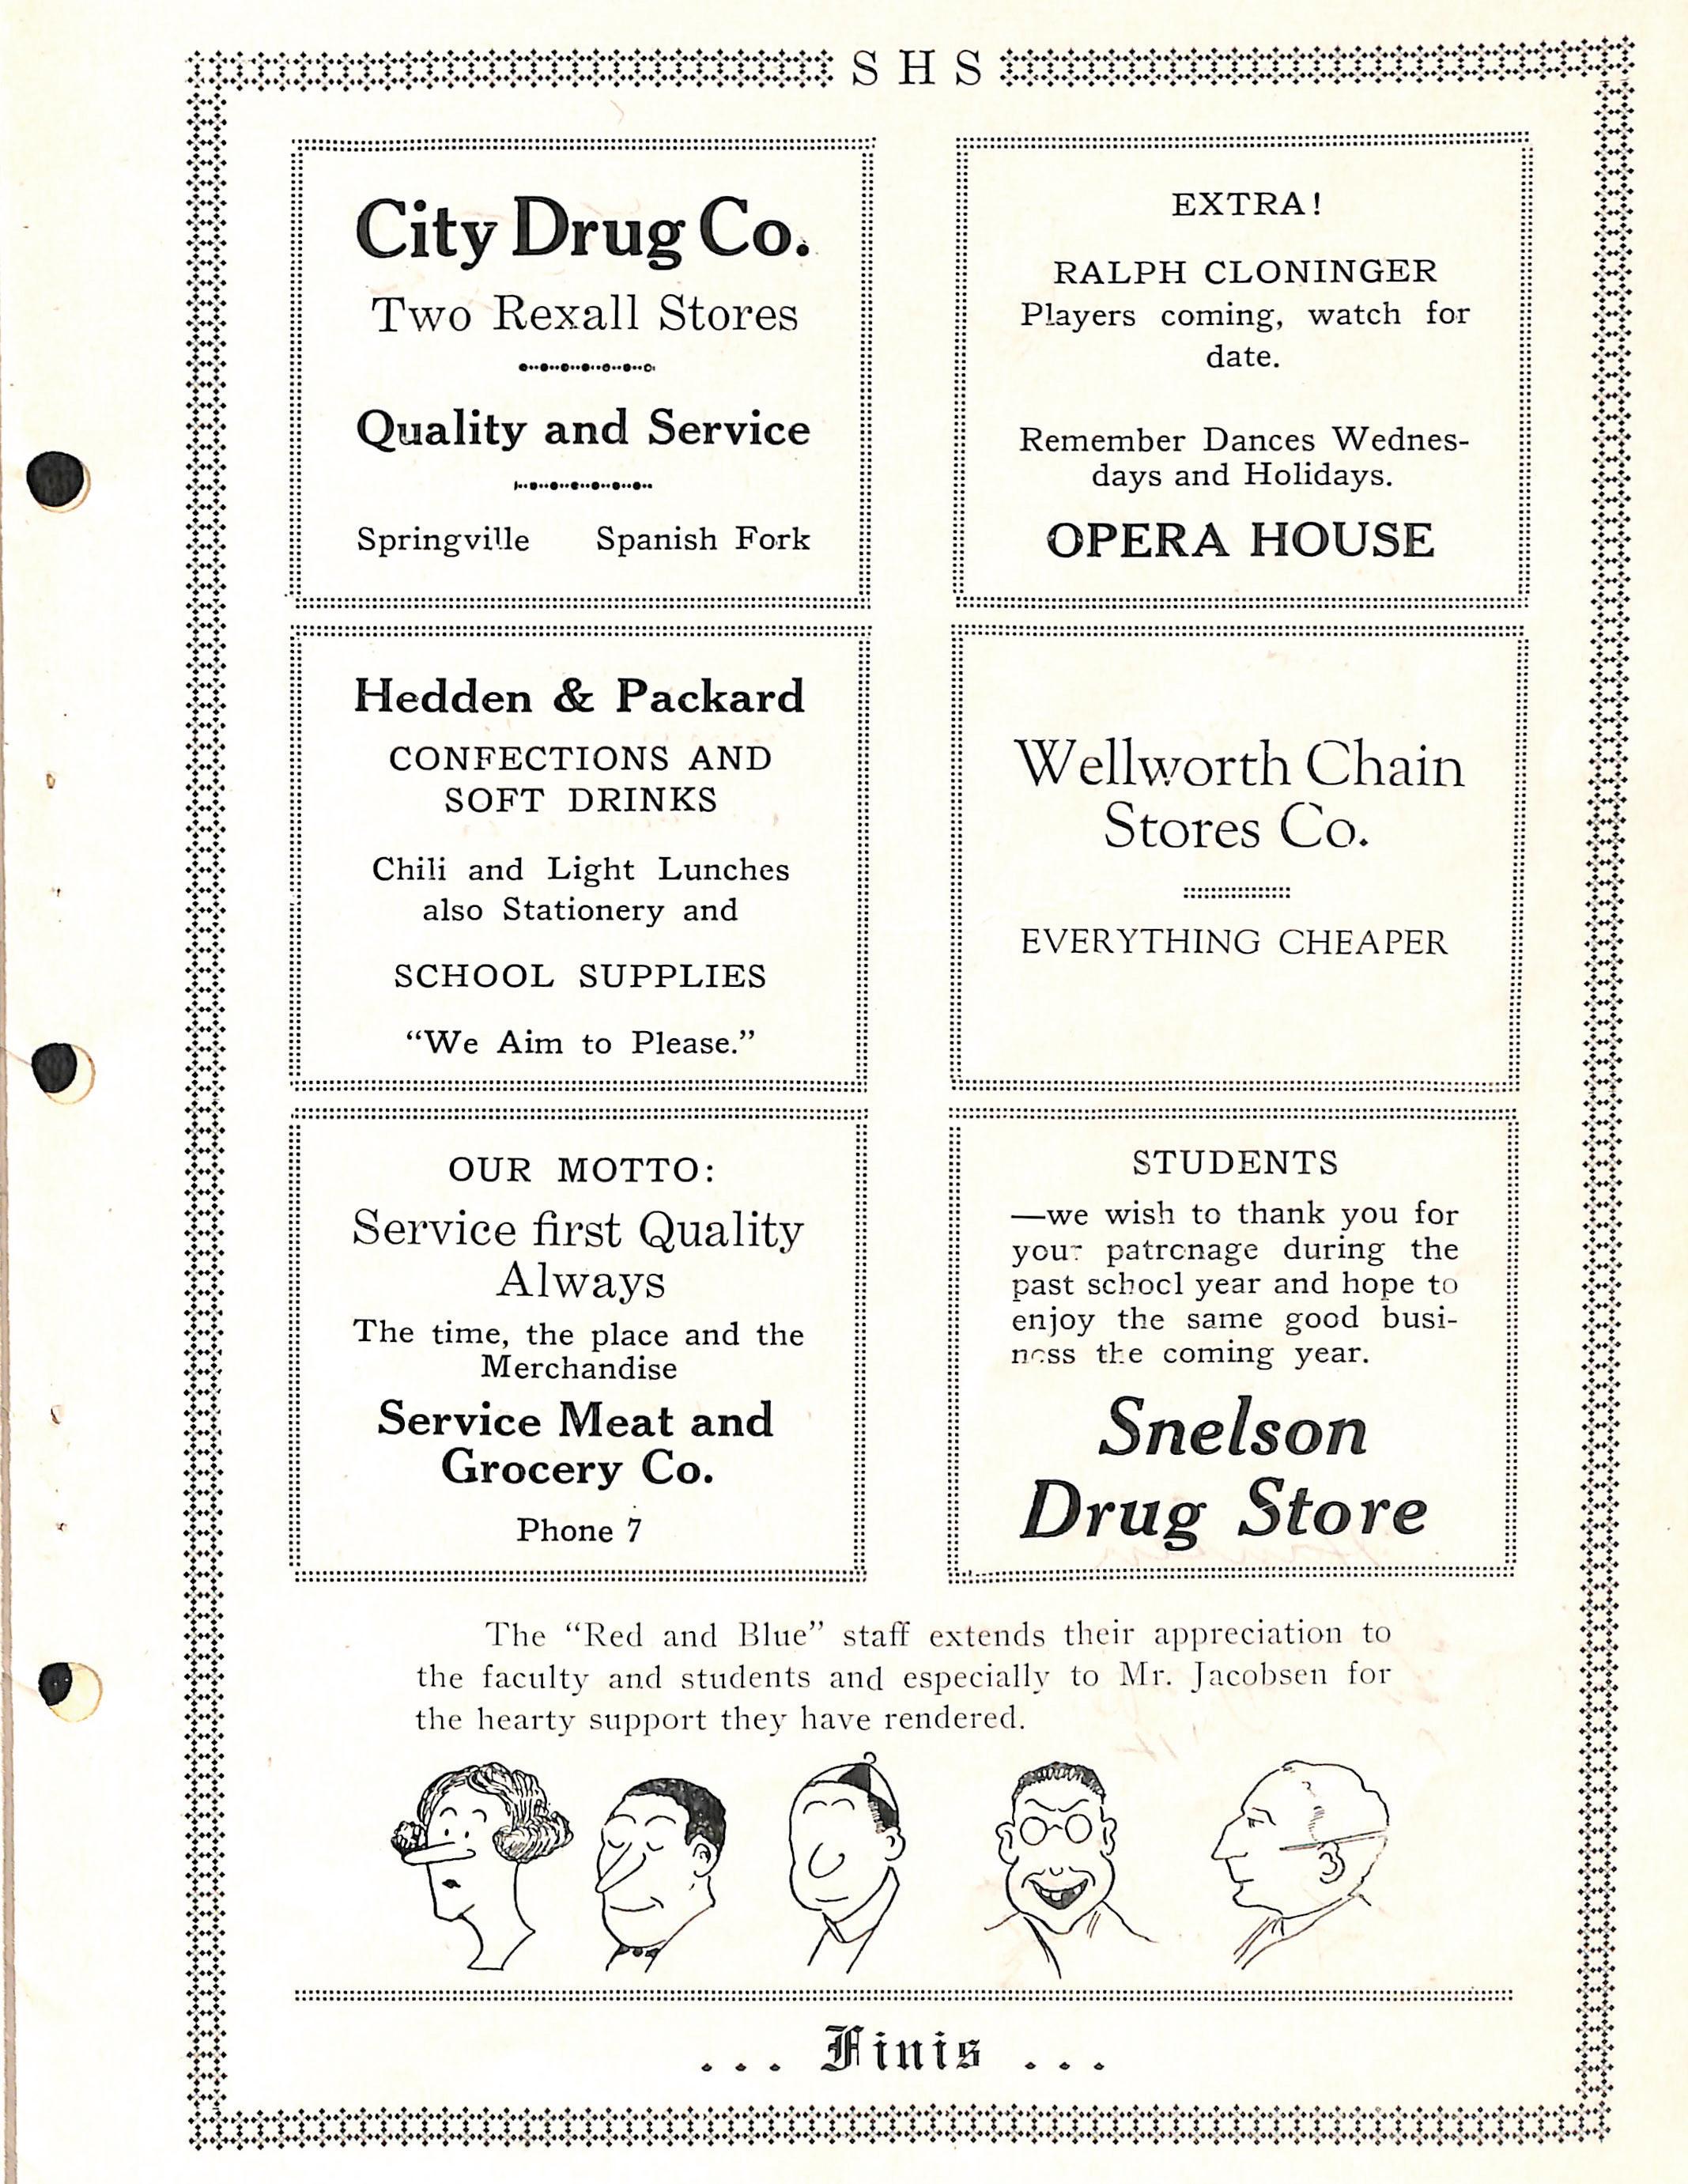 SHS
City Drug Co.
Two Rexall Stores
Quality and Service
Springville Spanish Fork
EXTRA!
RALPH CLONINGER
Players coming, watch for
date.
Remember Dances Wednes-
days and Holidays.
OPERA HOUSE
Hedden & Packard
CONFECTIONS AND
SOFT DRINKS
Chili and Light Lunches
also Stationery and
SCHOOL SUPPLIES
“We Aim to Please.”
Wellworth Chain
Stores Co.
EVERYTHING CHEAPER
OUR MOTTO:
Service first Quality
Always
The time, the place and the
Merchandise
Service Meat and
Grocery Co.
Phone 7
STUDENTS
—we wish to thank you for
your patronage during the
past school year and hope to
enjoy the same good busi-
ness the coming year.
Snelson
Drug Store
The “Red and Blue” staff extends their appreciation to
the faculty and students and especially to Mr. Jacobsen for
the hearty support they have rendered.
... Finis ...